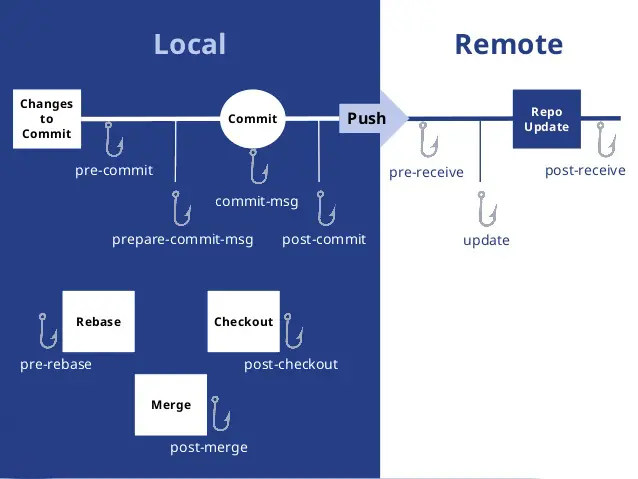 Local
Remote
Changes
to
Commit
Commit
Push
Repo
Update
pre-commit
pre-receive
post-receive
commit-msg
prepare-commit-msg
post-commit
update
Rebase
Checkout
pre-rebase
post-checkout
Merge
post-merge